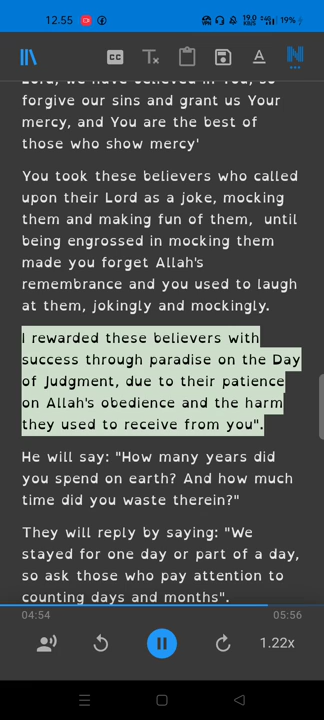 12.55
19.0
KB/S
19%
CC
A
N
Lord, we have believed in You, so
forgive our sins and grant us Your
mercy, and You are the best of
those who show mercy'
You took these believers who called
upon their Lord as a joke, mocking
them and making fun of them,  until
being engrossed in mocking them
made you forget Allah's
remembrance and you used to laugh
at them, jokingly and mockingly.
I rewarded these believers with
success through paradise on the Day
of Judgment, due to their patience
on Allah's obedience and the harm
they used to receive from you".
He will say: "How many years did
you spend on earth? And how much
time did you waste therein?"
They will reply by saying: "We
stayed for one day or part of a day,
so ask those who pay attention to
counting days and months".
04:54
05:56
1.22x